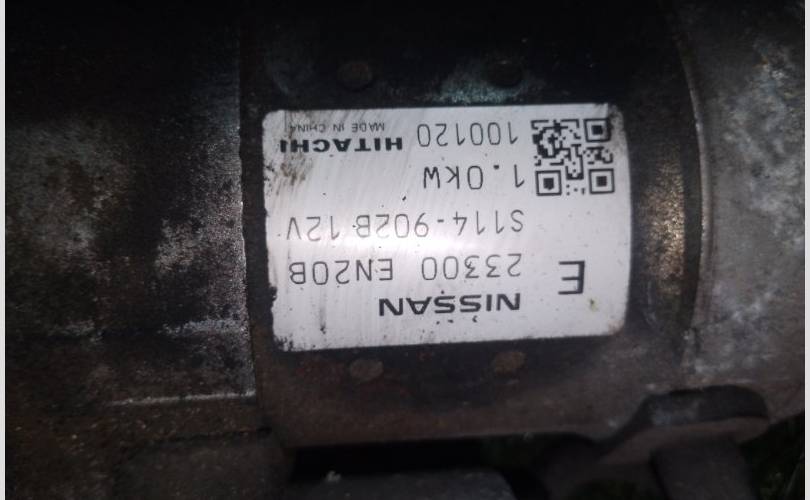 NISSAN
E 23300 EN20B
S114-902B 12V
1.0kW
100120 HITACHI
MADE IN CHINA